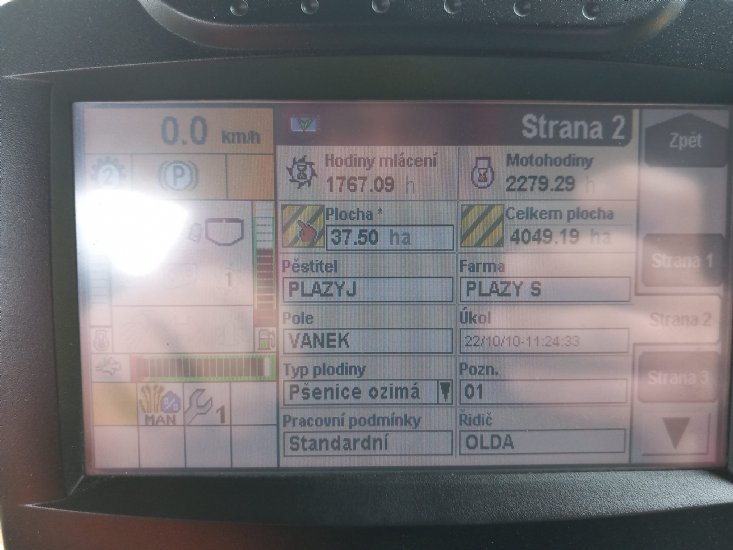 0.0 km/h
Strana 2
Zpět
2
P
Hodiny mlácení
1767.09 h
Motohodiny
2279.29 h
Plocha *
37.50 ha
Celkem plocha
4049.19 ha
1
Pěstitel
PLAZYJ
Farma
PLAZY S
Strana 1
Pole
VANEK
Úkol
22/10/10-11:24:33
Strana 2
Typ plodiny
Pšenice ozimá
Pozn.
01
Strana 3
MAN
1
Pracovní podmínky
Standardní
Řidič
OLDA